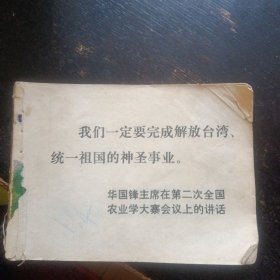 我们一定要完成解放台湾、
统一祖国的神圣事业。
华国锋主席在第二次全国
农业学大寨会议上的讲话